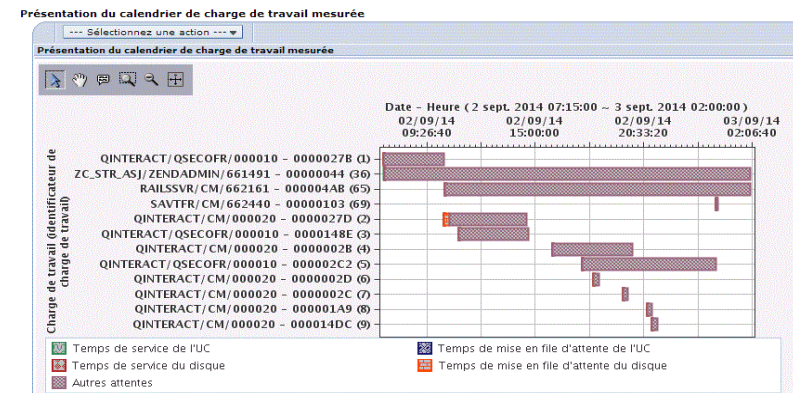 Présentation du calendrier de charge de travail mesurée
--- Sélectionnez une action ---
Présentation du calendrier de charge de travail mesurée
Date - Heure ( 2 sept. 2014 07:15:00 ~ 3 sept. 2014 02:00:00 )
02/09/14 02/09/14 02/09/14 03/09/14
09:26:40 15:00:00 20:33:20 02:06:40
Charge de travail (identificateur de
charge de travail)
QINTERACT/QSECOFR/000010 - 0000027B (1)
ZC_STR_ASJ/ZENDADMIN/661491 - 00000044 (36)
RAILSSVR/CM/662161 - 000004AB (65)
SAVTFR/CM/662440 - 00000103 (69)
QINTERACT/CM/000020 - 0000027D (2)
QINTERACT/QSECOFR/000010 - 0000148E (3)
QINTERACT/CM/000020 - 0000002B (4)
QINTERACT/QSECOFR/000010 - 000002C2 (5)
QINTERACT/CM/000020 - 0000002D (6)
QINTERACT/CM/000020 - 0000002C (7)
QINTERACT/CM/000020 - 000001A9 (8)
QINTERACT/CM/000020 - 000014DC (9)
Temps de service de l'UC
Temps de mise en file d'attente de l'UC
Temps de service du disque
Temps de mise en file d'attente du disque
Autres attentes